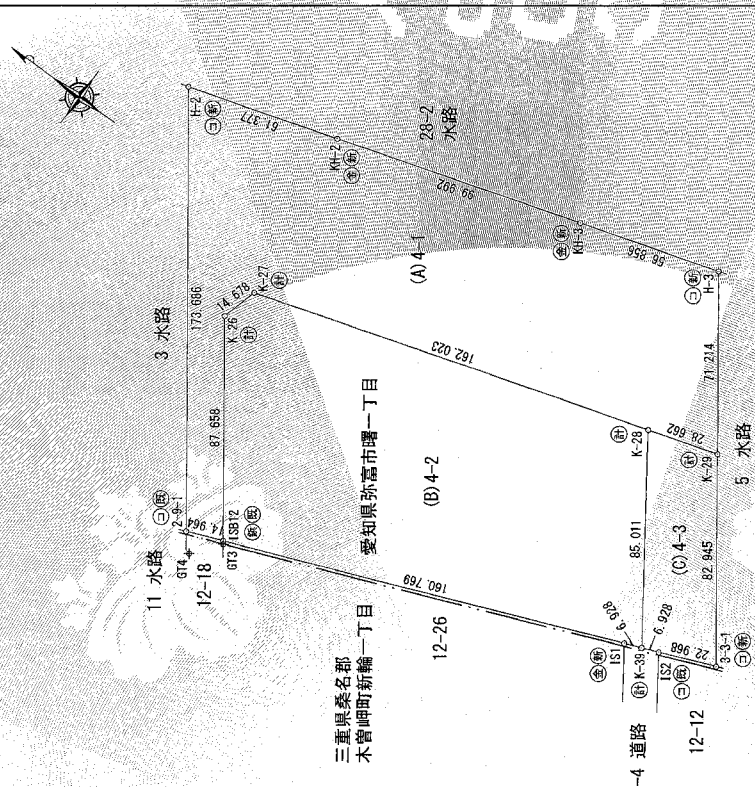 H-2
コ 新
61.377
KH-2
金 新
28-2
水路
99.992
173.686
3 水路
14.678
K-27
計
K-26
計
(A)4-1
金 新
KH-3
56.856
コ 新
H-3
87.658
162.023
11 水路
コ 既
2-9-1
14.964
GT4
12-18
ISB12
GT3
鋲 既
愛知県弥富市曙一丁目
(B)4-2
計
K-28
28.662
計
K-29
71.214
5 水路
三重県桑名郡
木曽岬町新輪一丁目
12-26
160.769
85.011
(C)4-3
82.945
金 新
IS1
6.928
計 K-39
6.928
IS2
コ 既
22.968
3-3-1
コ 新
-4 道路
12-12